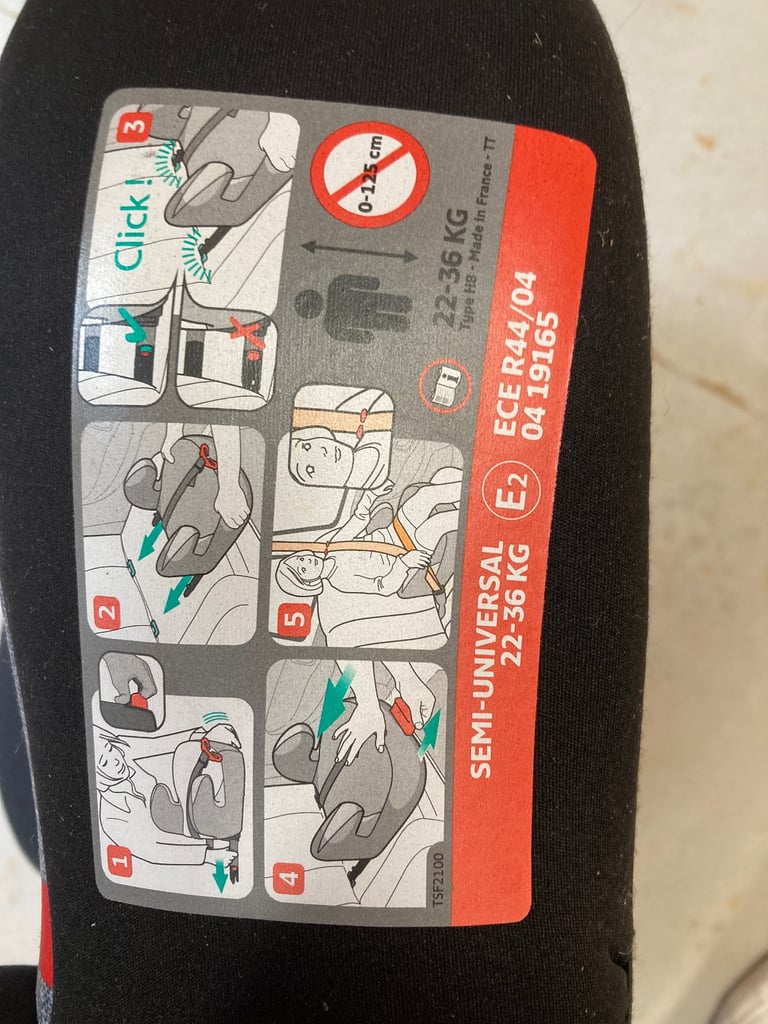 1
2
3
Click !
4
5
TSF2100
0-125 cm
22-36 KG
Type HB - Made in France - TT
i
SEMI-UNIVERSAL
22-36 KG
E2
ECE R44/04
04 19165